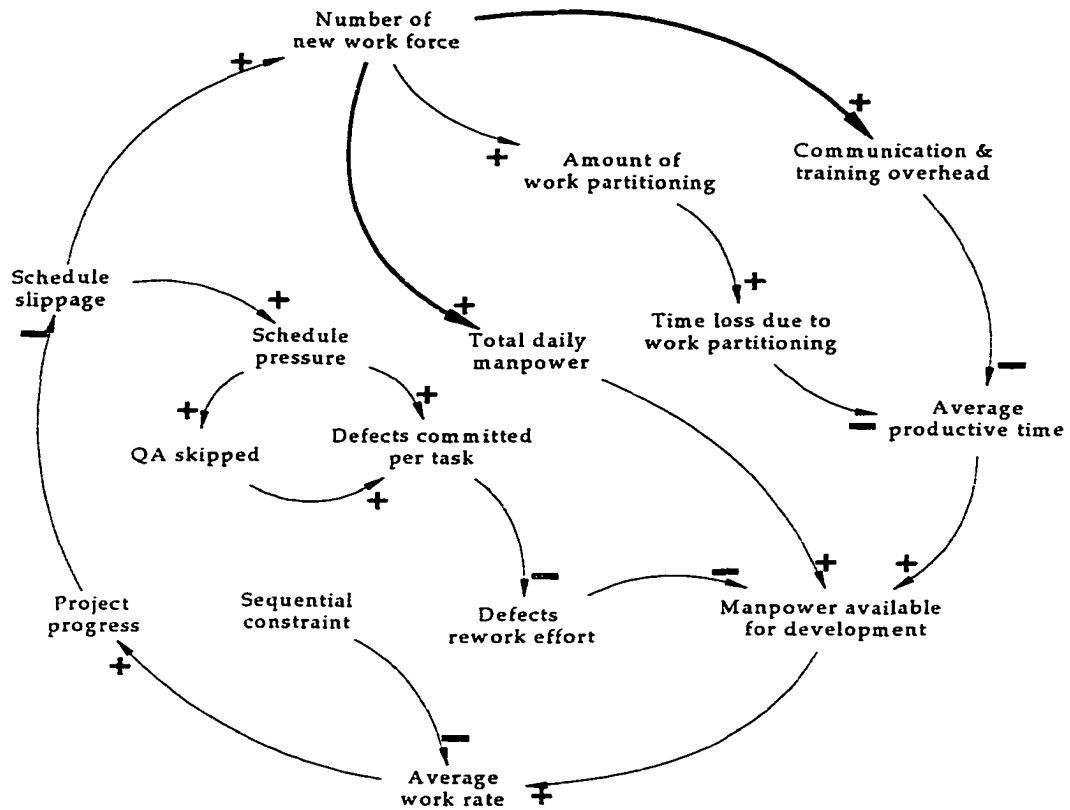 Number of
new work force
+
+
+
Communication &
training overhead
+
Amount of
work partitioning
Schedule
slippage
−
+
Schedule
pressure
+
Total daily
manpower
+
Time loss due to
work partitioning
−
−
Average
productive time
+
+
QA skipped
Defects committed
per task
+
−
−
+
+
Project
progress
+
Sequential
constraint
Defects
rework effort
Manpower available
for development
−
Average
work rate
+